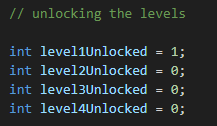 // unlocking the levels
int level1Unlocked = 1;
int level2Unlocked = 0;
int level3Unlocked = 0;
int level4Unlocked = 0;